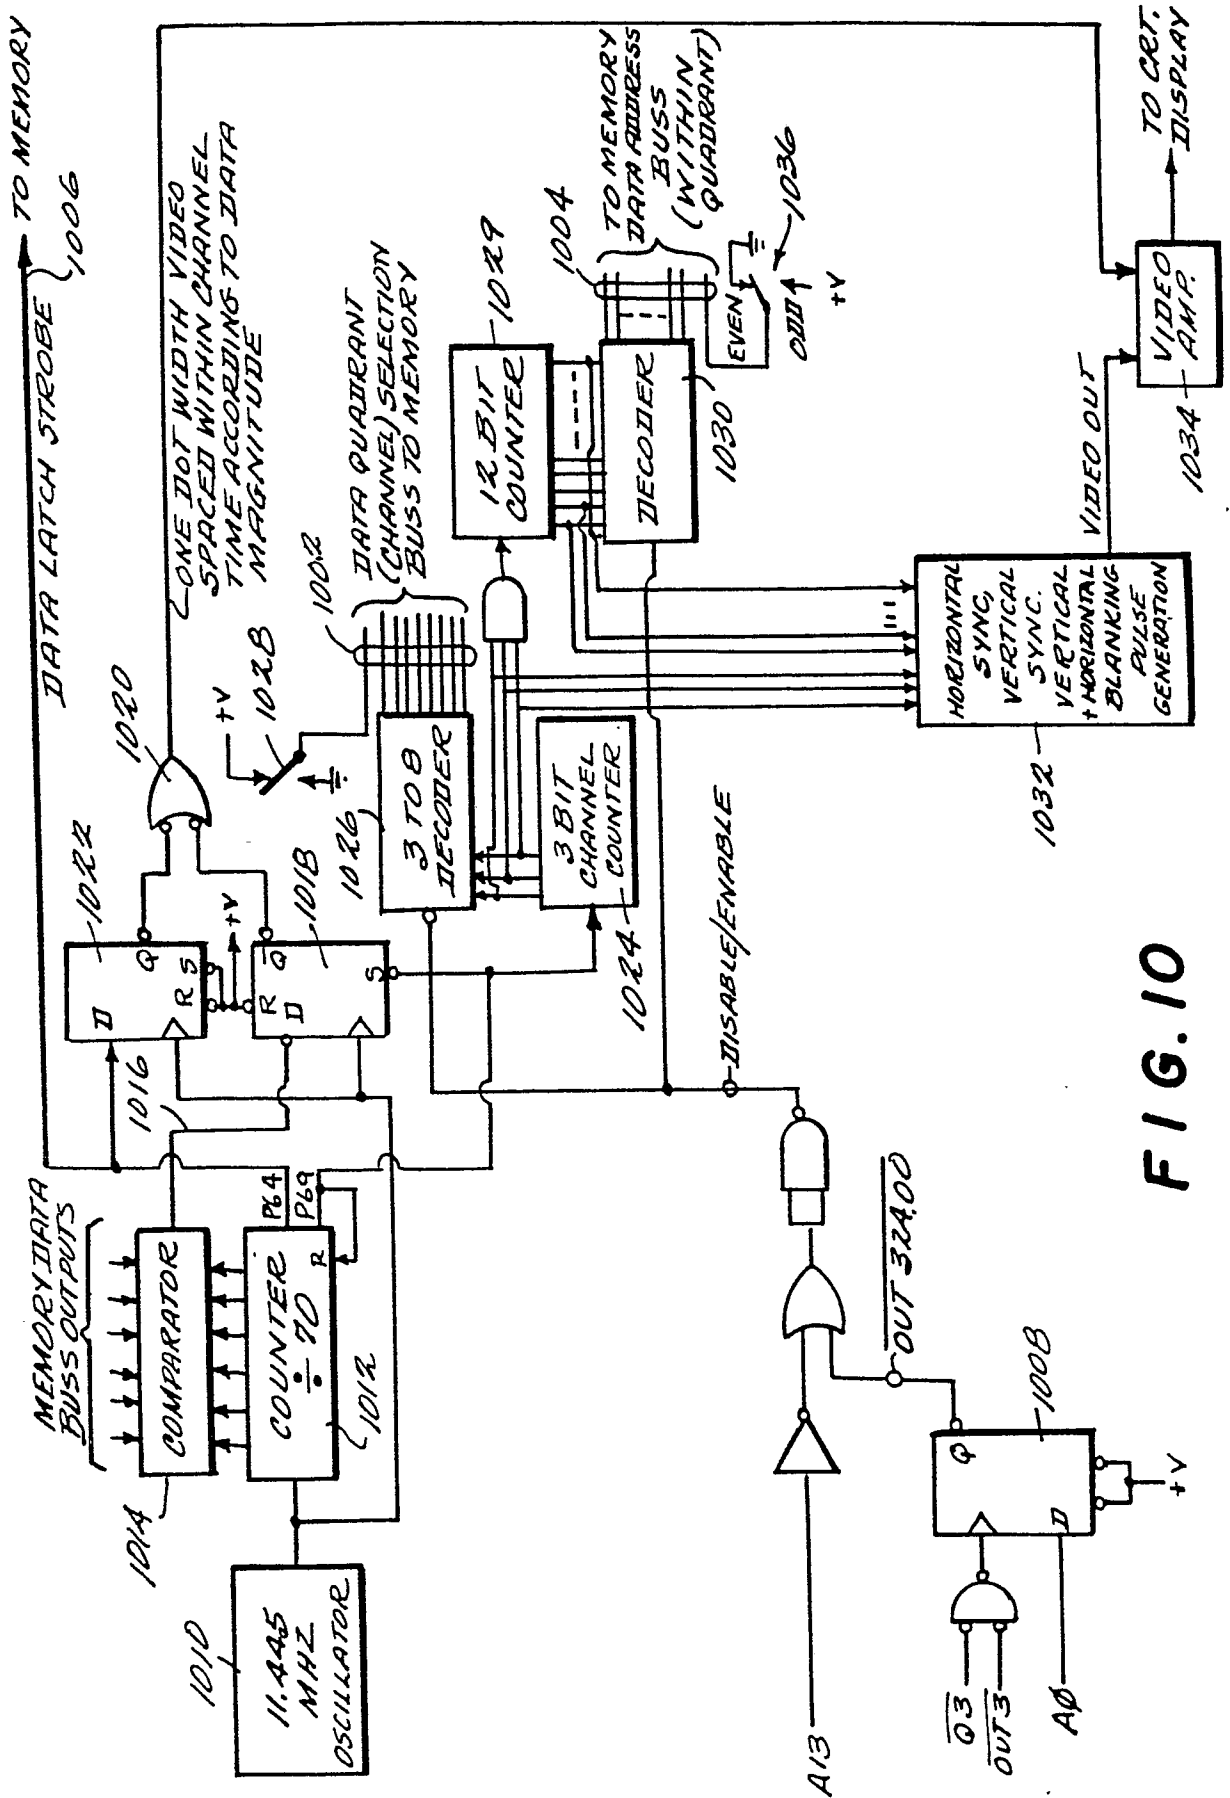 DATA LATCH STROBE
TO MEMORY
1006
ONE DOT WIDTH VIDEO
SPACED WITHIN CHANNEL
TIME ACCORDING TO DATA
MAGNITUDE
MEMORY DATA
BUSS OUTPUTS
1014
COMPARATOR
1016
D
1022
Q
R
S
+V
1020
1010
11.445
MHZ
OSCILLATOR
COUNTER
÷70
1012
R
P64
P69
R
D
Q
S
1018
+V
1028
1026
3 TO 8
DECODER
1002
DATA QUADRANT
(CHANNEL) SELECTION
BUSS TO MEMORY
1024
3 BIT
CHANNEL
COUNTER
12 BIT
COUNTER
1029
DECODER
1030
1004
TO MEMORY
DATA ADDRESS
BUSS
(WITHIN
QUADRANT)
EVEN
ODD
+V
1036
DISABLE/ENABLE
A13
OUT 324,00
Q3
OUT3
AØ
D
Q
1008
+V
1032
HORIZONTAL
SYNC,
VERTICAL
SYNC.
VERTICAL
+HORIZONTAL
BLANKING
PULSE
GENERATION
VIDEO OUT
1034
VIDEO
AMP.
TO CRT.
DISPLAY
FIG.10